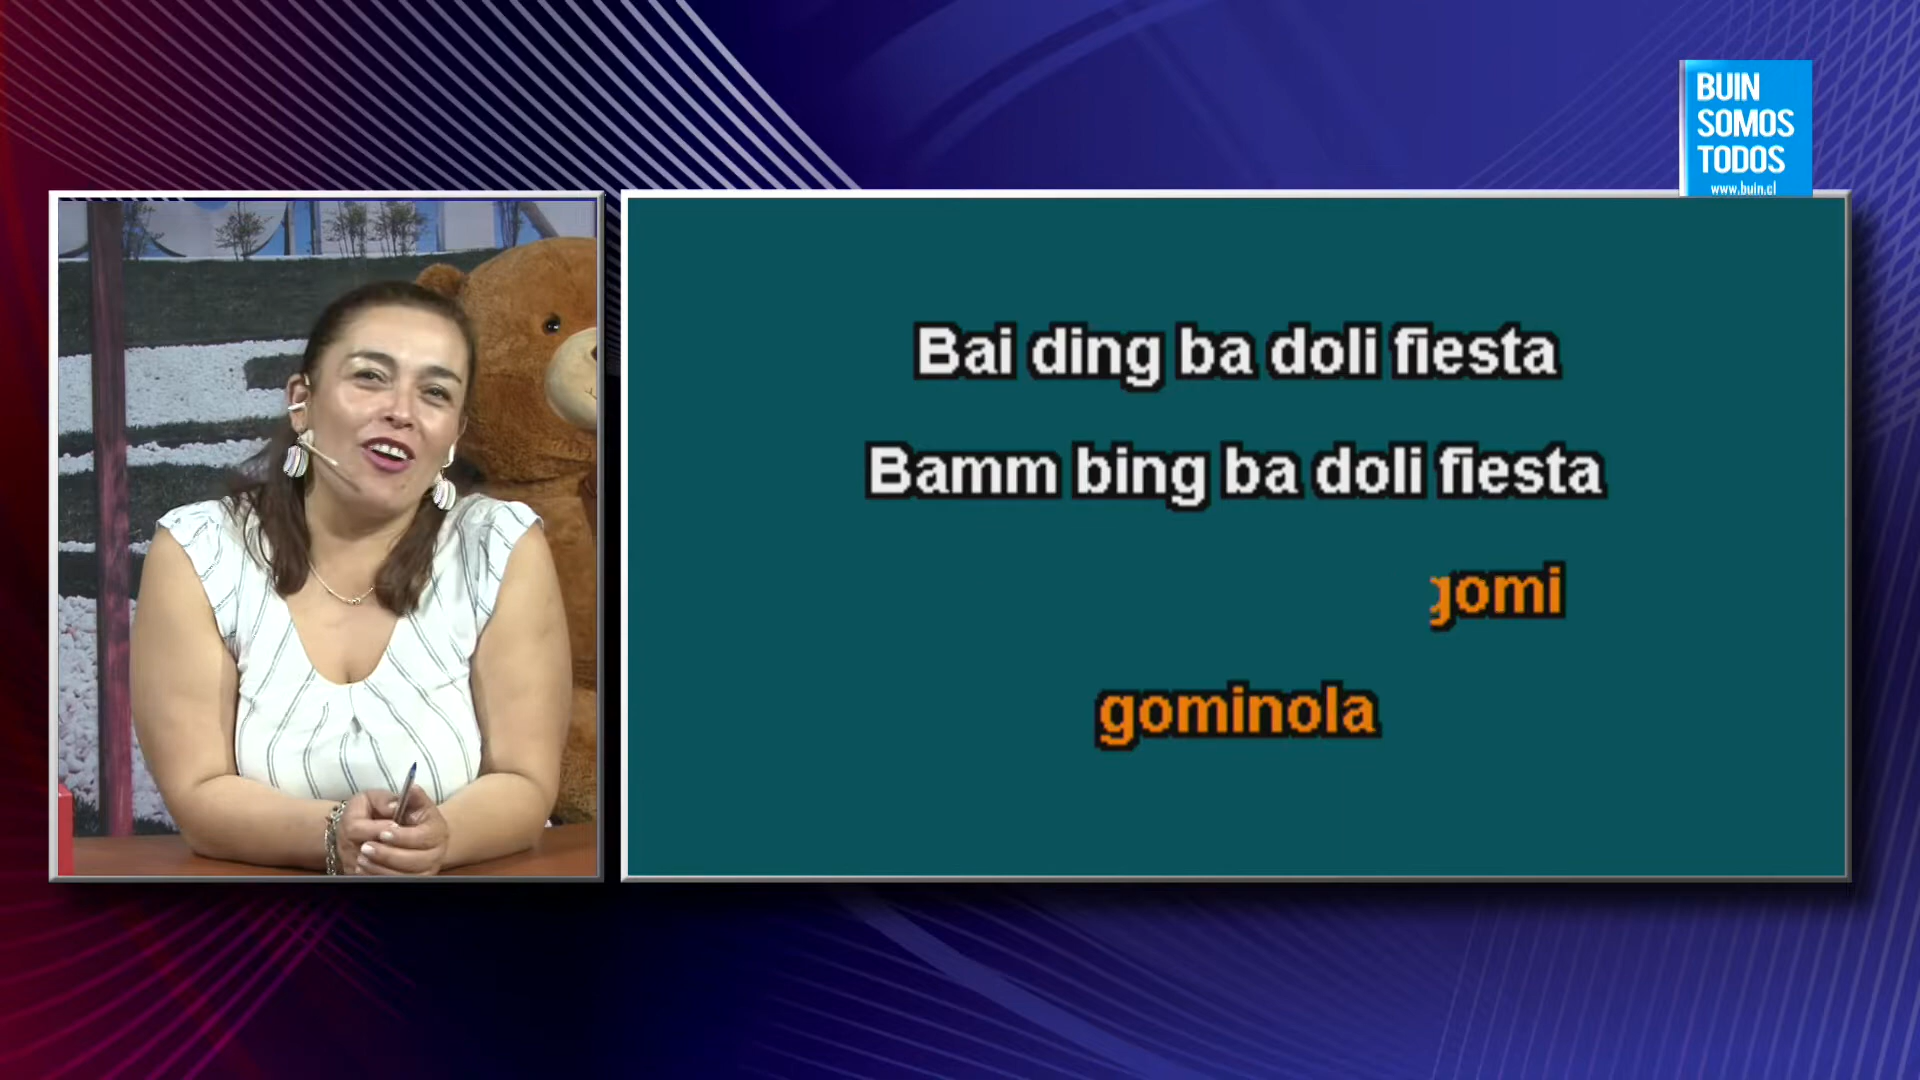 BUIN
SOMOS
TODOS
www.buin.cl
Bai ding ba doli fiesta
Bamm bing ba doli fiesta
gomi
gominola